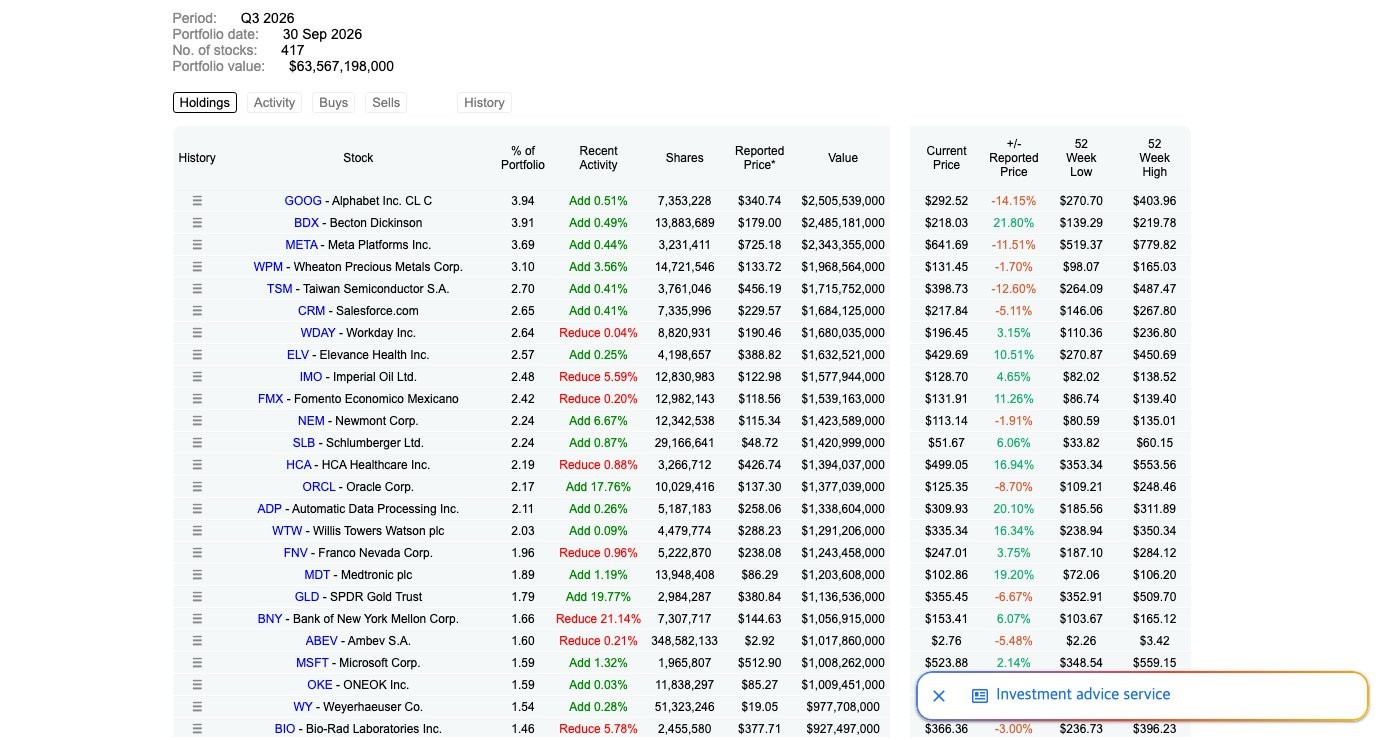 Period: Q3 2026
Portfolio date: 30 Sep 2026
No. of stocks: 417
Portfolio value: $63,567,198,000
Holdings Activity Buys Sells History
History Stock % of Portfolio Recent Activity Shares Reported Price* Value Current Price +/- Reported Price 52 Week Low 52 Week High
GOOG - Alphabet Inc. CL C 3.94 Add 0.51% 7,353,228 $340.74 $2,505,539,000 $292.52 -14.15% $270.70 $403.96
BDX - Becton Dickinson 3.91 Add 0.49% 13,883,689 $179.00 $2,485,181,000 $218.03 21.80% $139.29 $219.78
META - Meta Platforms Inc. 3.69 Add 0.44% 3,231,411 $725.18 $2,343,355,000 $641.69 -11.51% $519.37 $779.82
WPM - Wheaton Precious Metals Corp. 3.10 Add 3.56% 14,721,546 $133.72 $1,968,564,000 $131.45 -1.70% $98.07 $165.03
TSM - Taiwan Semiconductor S.A. 2.70 Add 0.41% 3,761,046 $456.19 $1,715,752,000 $398.73 -12.60% $264.09 $487.47
CRM - Salesforce.com 2.65 Add 0.41% 7,335,996 $229.57 $1,684,125,000 $217.84 -5.11% $146.06 $267.80
WDAY - Workday Inc. 2.64 Reduce 0.04% 8,820,931 $190.46 $1,680,035,000 $196.45 3.15% $110.36 $236.80
ELV - Elevance Health Inc. 2.57 Add 0.25% 4,198,657 $388.82 $1,632,521,000 $429.69 10.51% $270.87 $450.69
IMO - Imperial Oil Ltd. 2.48 Reduce 5.59% 12,830,983 $122.98 $1,577,944,000 $128.70 4.65% $82.02 $138.52
FMX - Fomento Economico Mexicano 2.42 Reduce 0.20% 12,982,143 $118.56 $1,539,163,000 $131.91 11.26% $86.74 $139.40
NEM - Newmont Corp. 2.24 Add 6.67% 12,342,538 $115.34 $1,423,589,000 $113.14 -1.91% $80.59 $135.01
SLB - Schlumberger Ltd. 2.24 Add 0.87% 29,166,641 $48.72 $1,420,999,000 $51.67 6.06% $33.82 $60.15
HCA - HCA Healthcare Inc. 2.19 Reduce 0.88% 3,266,712 $426.74 $1,394,037,000 $499.05 16.94% $353.34 $553.56
ORCL - Oracle Corp. 2.17 Add 17.76% 10,029,416 $137.30 $1,377,039,000 $125.35 -8.70% $109.21 $248.46
ADP - Automatic Data Processing Inc. 2.11 Add 0.26% 5,187,183 $258.06 $1,338,604,000 $309.93 20.10% $185.56 $311.89
WTW - Willis Towers Watson plc 2.03 Add 0.09% 4,479,774 $288.23 $1,291,206,000 $335.34 16.34% $238.94 $350.34
FNV - Franco Nevada Corp. 1.96 Reduce 0.96% 5,222,870 $238.08 $1,243,458,000 $247.01 3.75% $187.10 $284.12
MDT - Medtronic plc 1.89 Add 1.19% 13,948,408 $86.29 $1,203,608,000 $102.86 19.20% $72.06 $106.20
GLD - SPDR Gold Trust 1.79 Add 19.77% 2,984,287 $380.84 $1,136,536,000 $355.45 -6.67% $352.91 $509.70
BNY - Bank of New York Mellon Corp. 1.66 Reduce 21.14% 7,307,717 $144.63 $1,056,915,000 $153.41 6.07% $103.67 $165.12
ABEV - Ambev S.A. 1.60 Reduce 0.21% 348,582,133 $2.92 $1,017,860,000 $2.76 -5.48% $2.26 $3.42
MSFT - Microsoft Corp. 1.59 Add 1.32% 1,965,807 $512.90 $1,008,262,000 $523.88 2.14% $348.54 $559.15
OKE - ONEOK Inc. 1.59 Add 0.03% 11,838,297 $85.27 $1,009,451,000
Investment advice service
WY - Weyerhaeuser Co. 1.54 Add 0.28% 51,323,246 $19.05 $977,708,000
BIO - Bio-Rad Laboratories Inc. 1.46 Reduce 5.78% 2,455,580 $377.71 $927,497,000 $366.36 -3.00% $236.73 $396.23